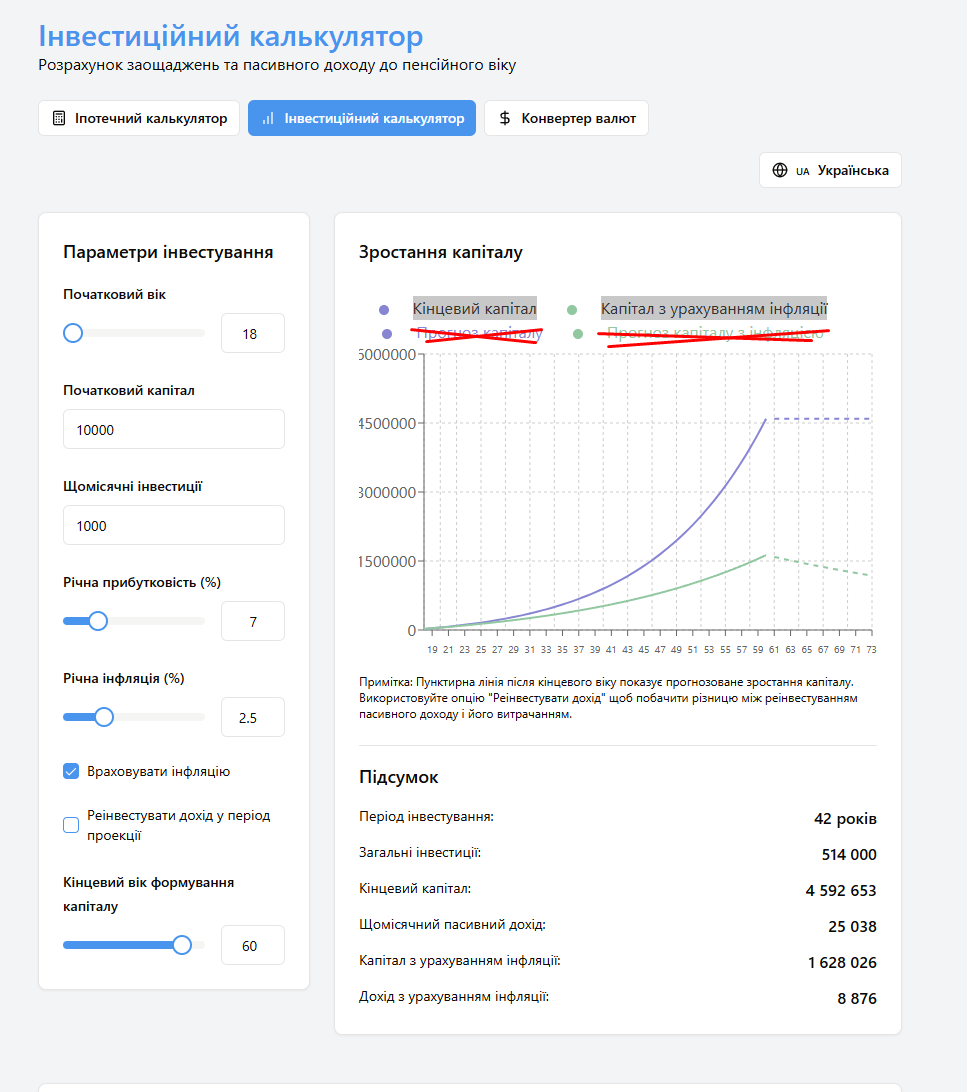 Інвестиційний калькулятор
Розрахунок заощаджень та пасивного доходу до пенсійного віку
Іпотечний калькулятор
Інвестиційний калькулятор
Конвертер валют
UA Українська
Параметри інвестування
Початковий вік
18
Початковий капітал
10000
Щомісячні інвестиції
1000
Річна прибутковість (%)
7
Річна інфляція (%)
2.5
Враховувати інфляцію
Реінвестувати дохід у період
проекції
Кінцевий вік формування
капіталу
60
Зростання капіталу
Кінцевий капітал
Капітал з урахуванням інфляції
Прогноз капіталу
Прогноз капіталу з інфляцією
5000000
4500000
3000000
1500000
0
19 21 23 25 27 29 31 33 35 37 39 41 43 45 47 49 51 53 55 57 59 61 63 65 67 69 71 73
Примітка: Пунктирна лінія після кінцевого віку показує прогнозоване зростання капіталу.
Використовуйте опцію "Реінвестувати дохід" щоб побачити різницю між реінвестуванням
пасивного доходу і його витрачанням.
Підсумок
Період інвестування: 42 років
Загальні інвестиції: 514 000
Кінцевий капітал: 4 592 653
Щомісячний пасивний дохід: 25 038
Капітал з урахуванням інфляції: 1 628 026
Дохід з урахуванням інфляції: 8 876